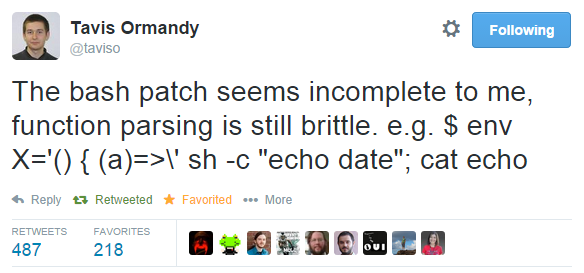 Tavis Ormandy
@taviso
Following
The bash patch seems incomplete to me,
function parsing is still brittle. e.g. $ env
X='() { (a)=>\' sh -c "echo date"; cat echo
Reply Retweeted Favorited More
RETWEETS FAVORITES
487 218
OUI